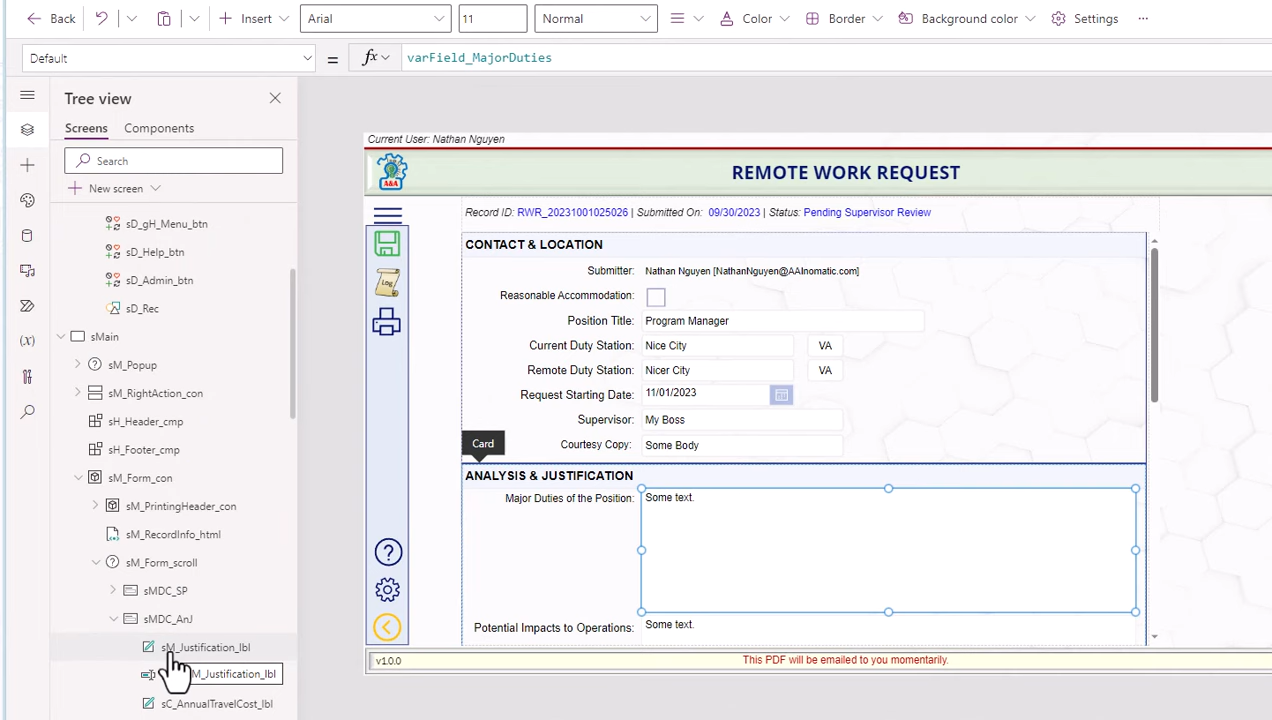 Back
Insert
Arial
11
Normal
Color
Border
Background color
Settings
Default
= fx varField_MajorDuties
Tree view
Screens Components
Search
New screen
sD_gH_Menu_btn
sD_Help_btn
sD_Admin_btn
sD_Rec
sMain
sM_Popup
sM_RightAction_con
sH_Header_cmp
sH_Footer_cmp
sM_Form_con
sM_PrintingHeader_con
sM_RecordInfo_html
sM_Form_scroll
sMDC_SP
sMDC_AnJ
sM_Justification_lbl
M_Justification_lbl
sC_AnnualTravelCost_lbl
Current User: Nathan Nguyen
A&A
REMOTE WORK REQUEST
Record ID: RWR_20231001025026 | Submitted On: 09/30/2023 | Status: Pending Supervisor Review
CONTACT & LOCATION
Submitter: Nathan Nguyen [NathanNguyen@AAInomatic.com]
Reasonable Accommodation:
Position Title: Program Manager
Current Duty Station: Nice City VA
Remote Duty Station: Nicer City VA
Request Starting Date: 11/01/2023
Supervisor: My Boss
Courtesy Copy: Some Body
Card
ANALYSIS & JUSTIFICATION
Major Duties of the Position: Some text.
Potential Impacts to Operations: Some text.
Log
v1.0.0
This PDF will be emailed to you momentarily.